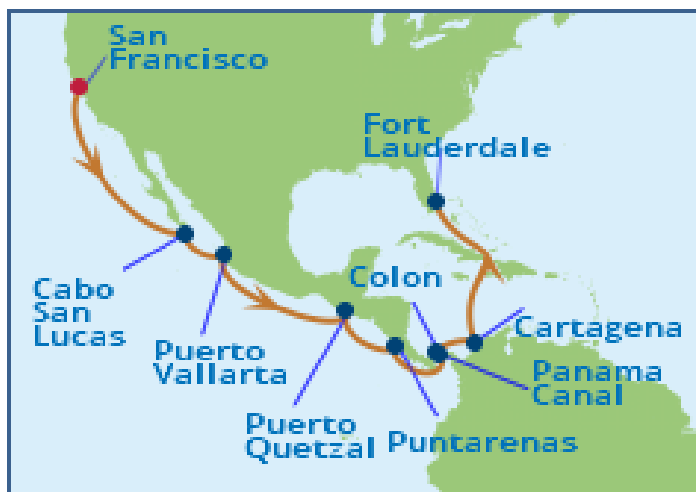 San
Francisco
Fort
Lauderdale
Colon
Cabo
San
Lucas
Cartagena
Puerto
Vallarta
Panama
Canal
Puerto
Quetzal
Puntarenas